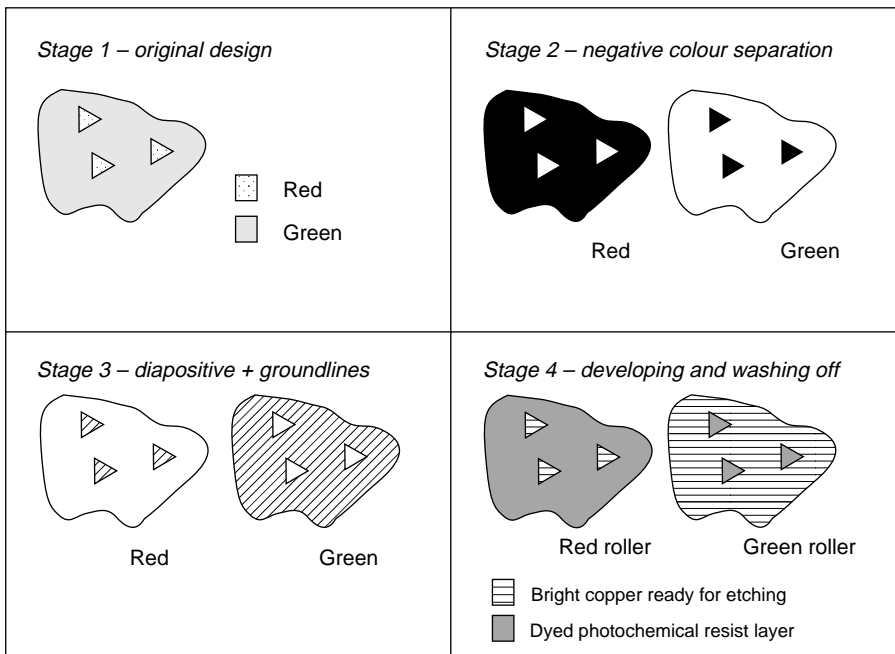 Stage 1 – original design
Red
Green
Stage 2 – negative colour separation
Red
Green
Stage 3 – diapositive + groundlines
Red
Green
Stage 4 – developing and washing off
Red roller
Green roller
Bright copper ready for etching
Dyed photochemical resist layer